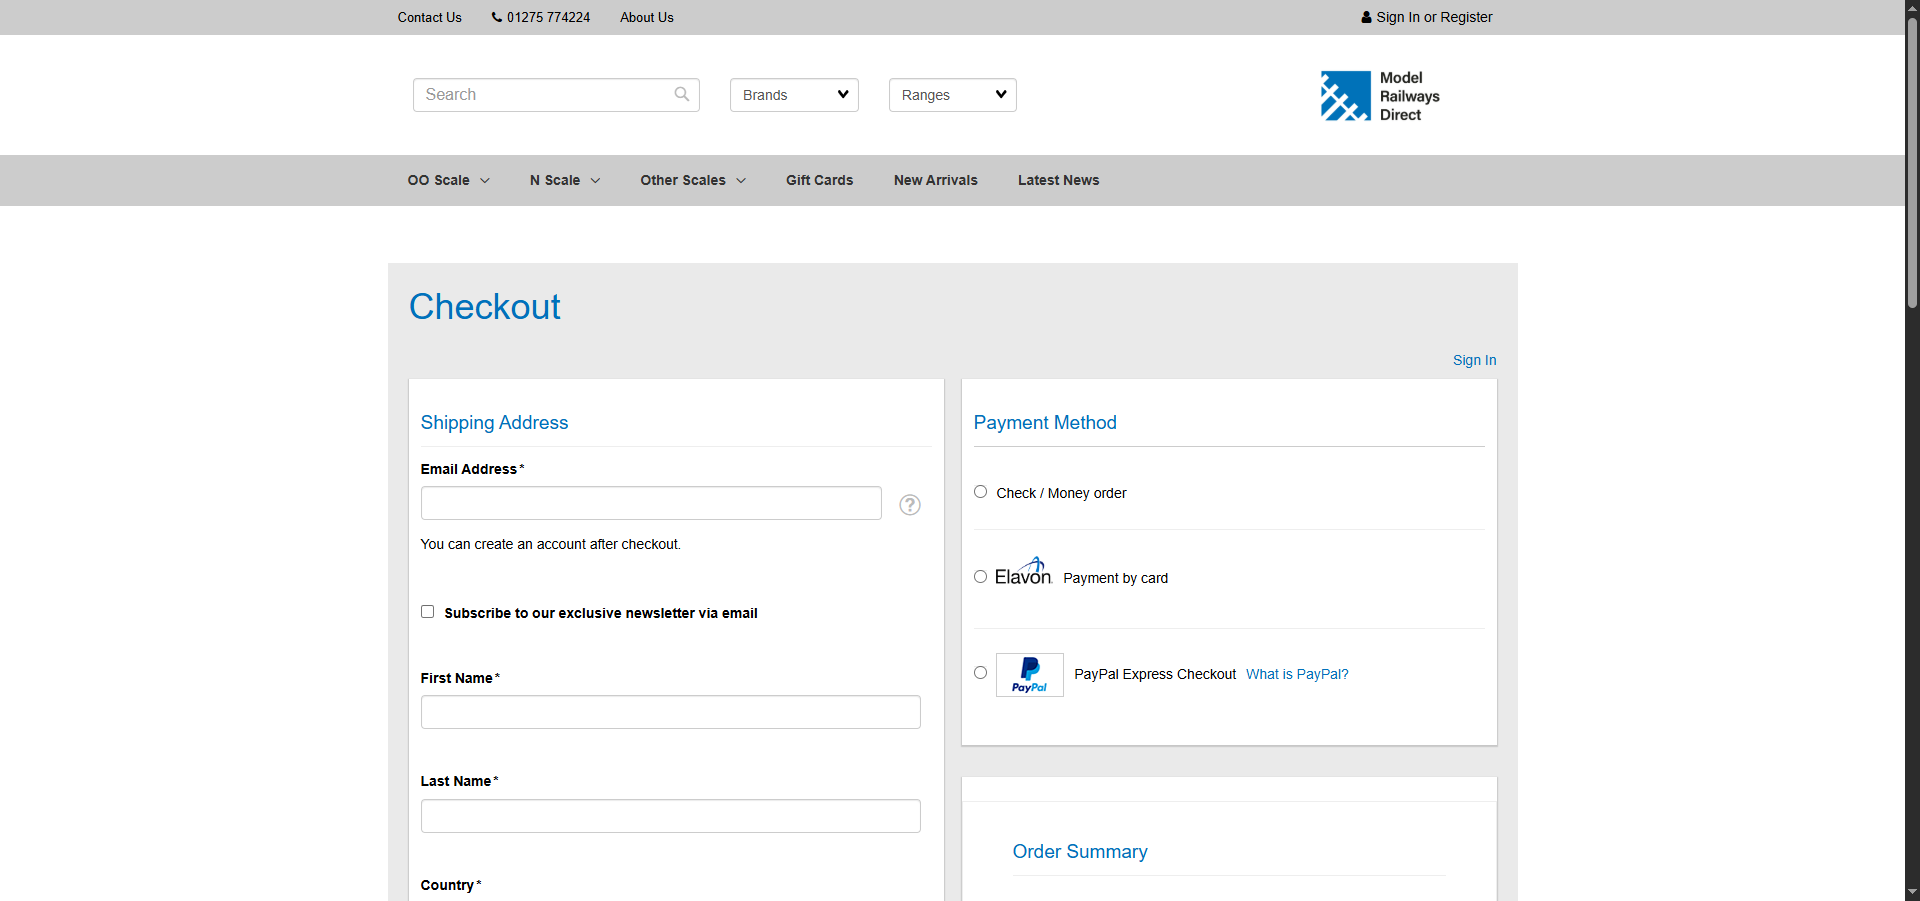 Contact Us
01275 774224
About Us
Sign In or Register
Search
Brands
Ranges
Model
Railways
Direct
OO Scale
N Scale
Other Scales
Gift Cards
New Arrivals
Latest News
Checkout
Sign In
Shipping Address
Email Address*
?
You can create an account after checkout.
Subscribe to our exclusive newsletter via email
First Name*
Last Name*
Country*
Payment Method
Check / Money order
Elavon Payment by card
PayPal PayPal Express Checkout What is PayPal?
Order Summary